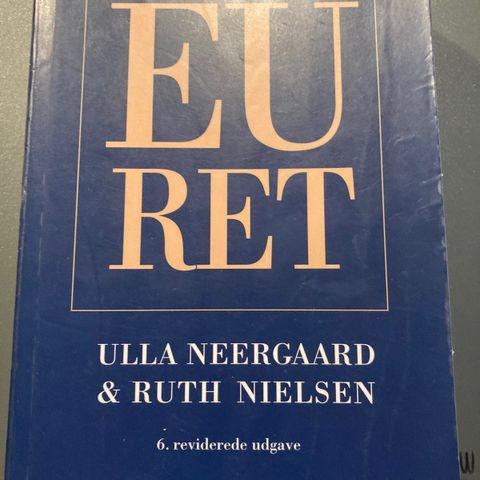 EU
RET
ULLA NEERGAARD
& RUTH NIELSEN
6. reviderede udgave
W